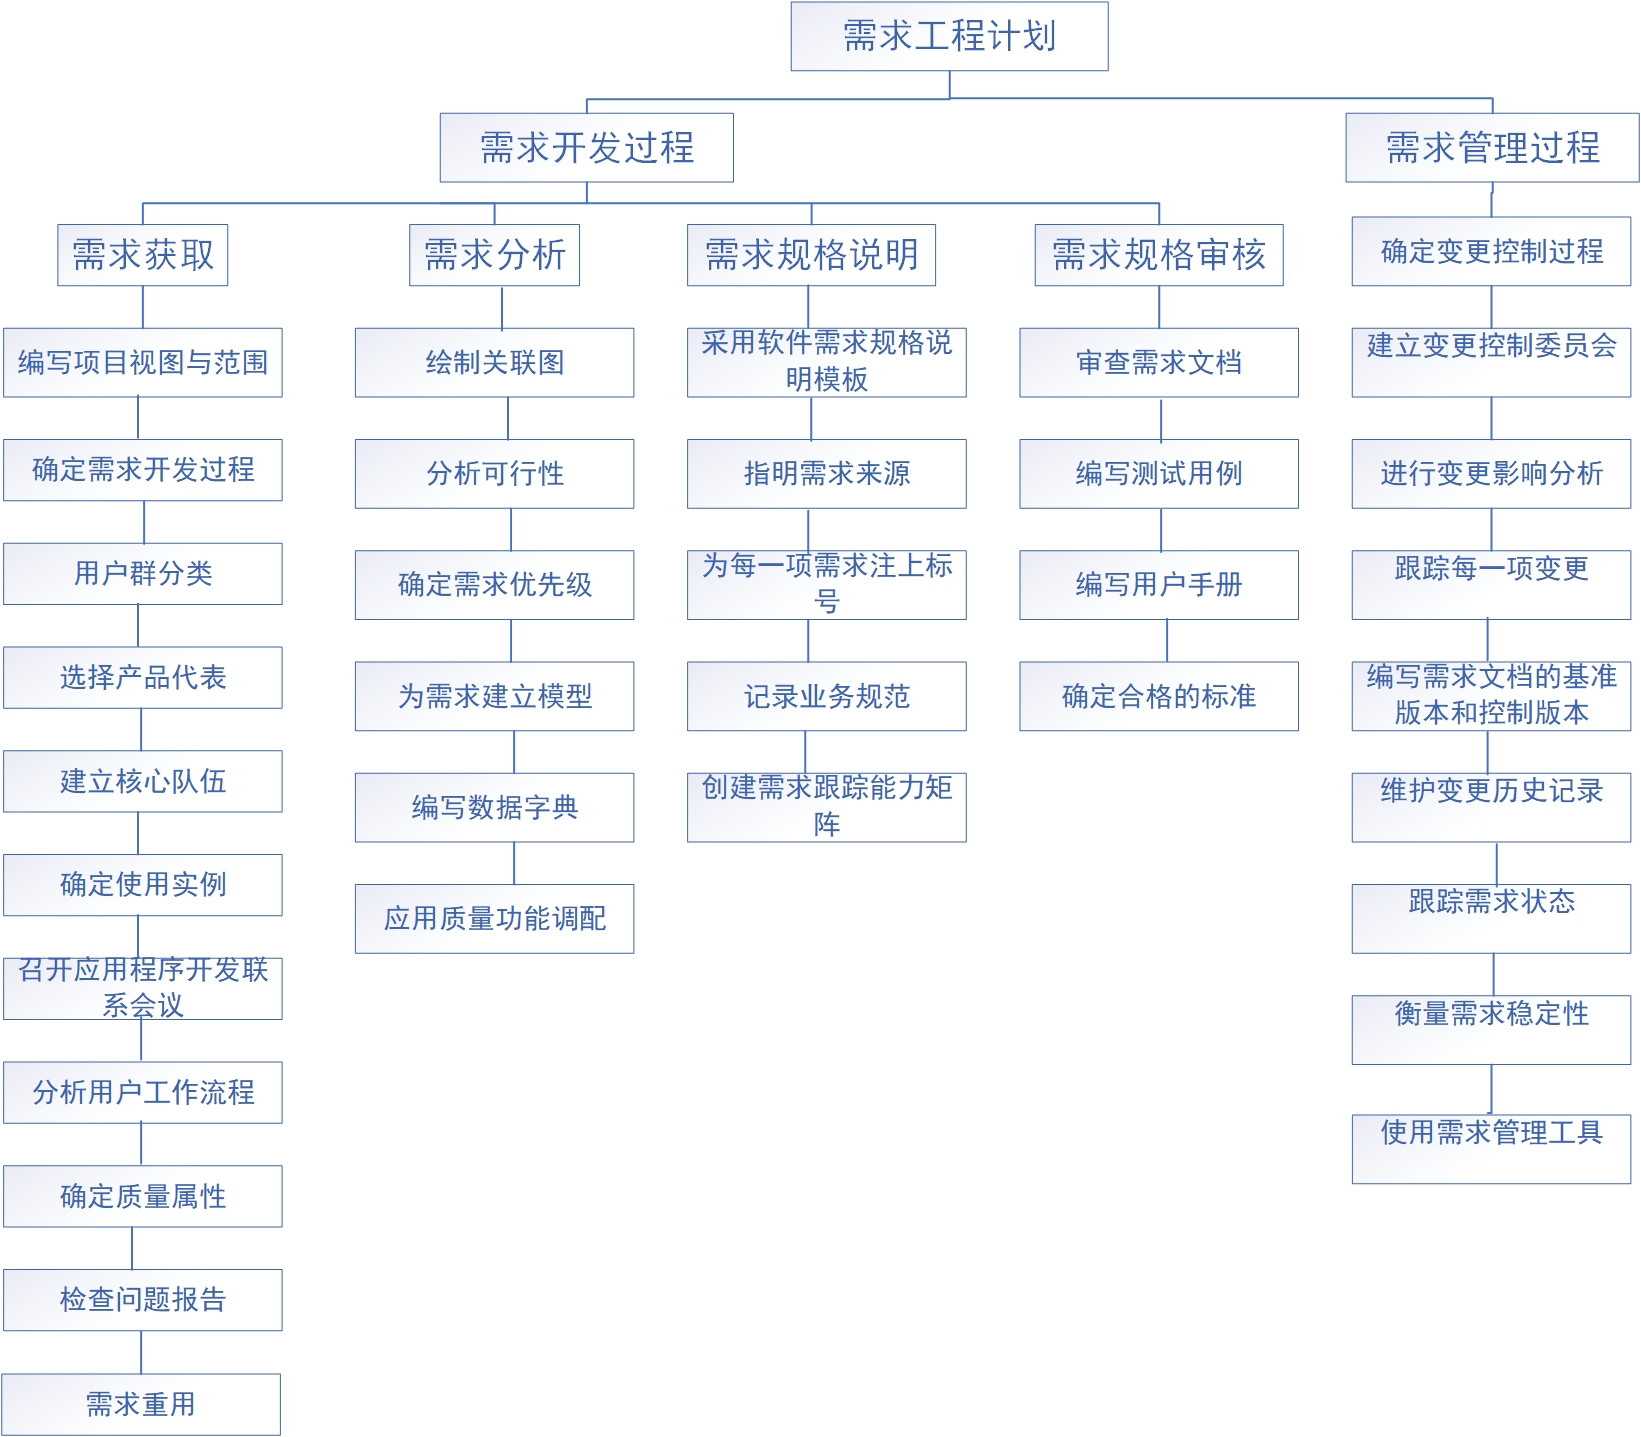 需求工程计划
需求开发过程
需求管理过程
需求获取
需求分析
需求规格说明
需求规格审核
编写项目视图与范围
确定需求开发过程
用户群分类
选择产品代表
建立核心队伍
确定使用实例
召开应用程序开发联
系会议
分析用户工作流程
确定质量属性
检查问题报告
需求重用
绘制关联图
分析可行性
确定需求优先级
为需求建立模型
编写数据字典
应用质量功能调配
采用软件需求规格说
明模板
指明需求来源
为每一项需求注上标
号
记录业务规范
创建需求跟踪能力矩
阵
审查需求文档
编写测试用例
编写用户手册
确定合格的标准
确定变更控制过程
建立变更控制委员会
进行变更影响分析
跟踪每一项变更
编写需求文档的基准
版本和控制版本
维护变更历史记录
跟踪需求状态
衡量需求稳定性
使用需求管理工具